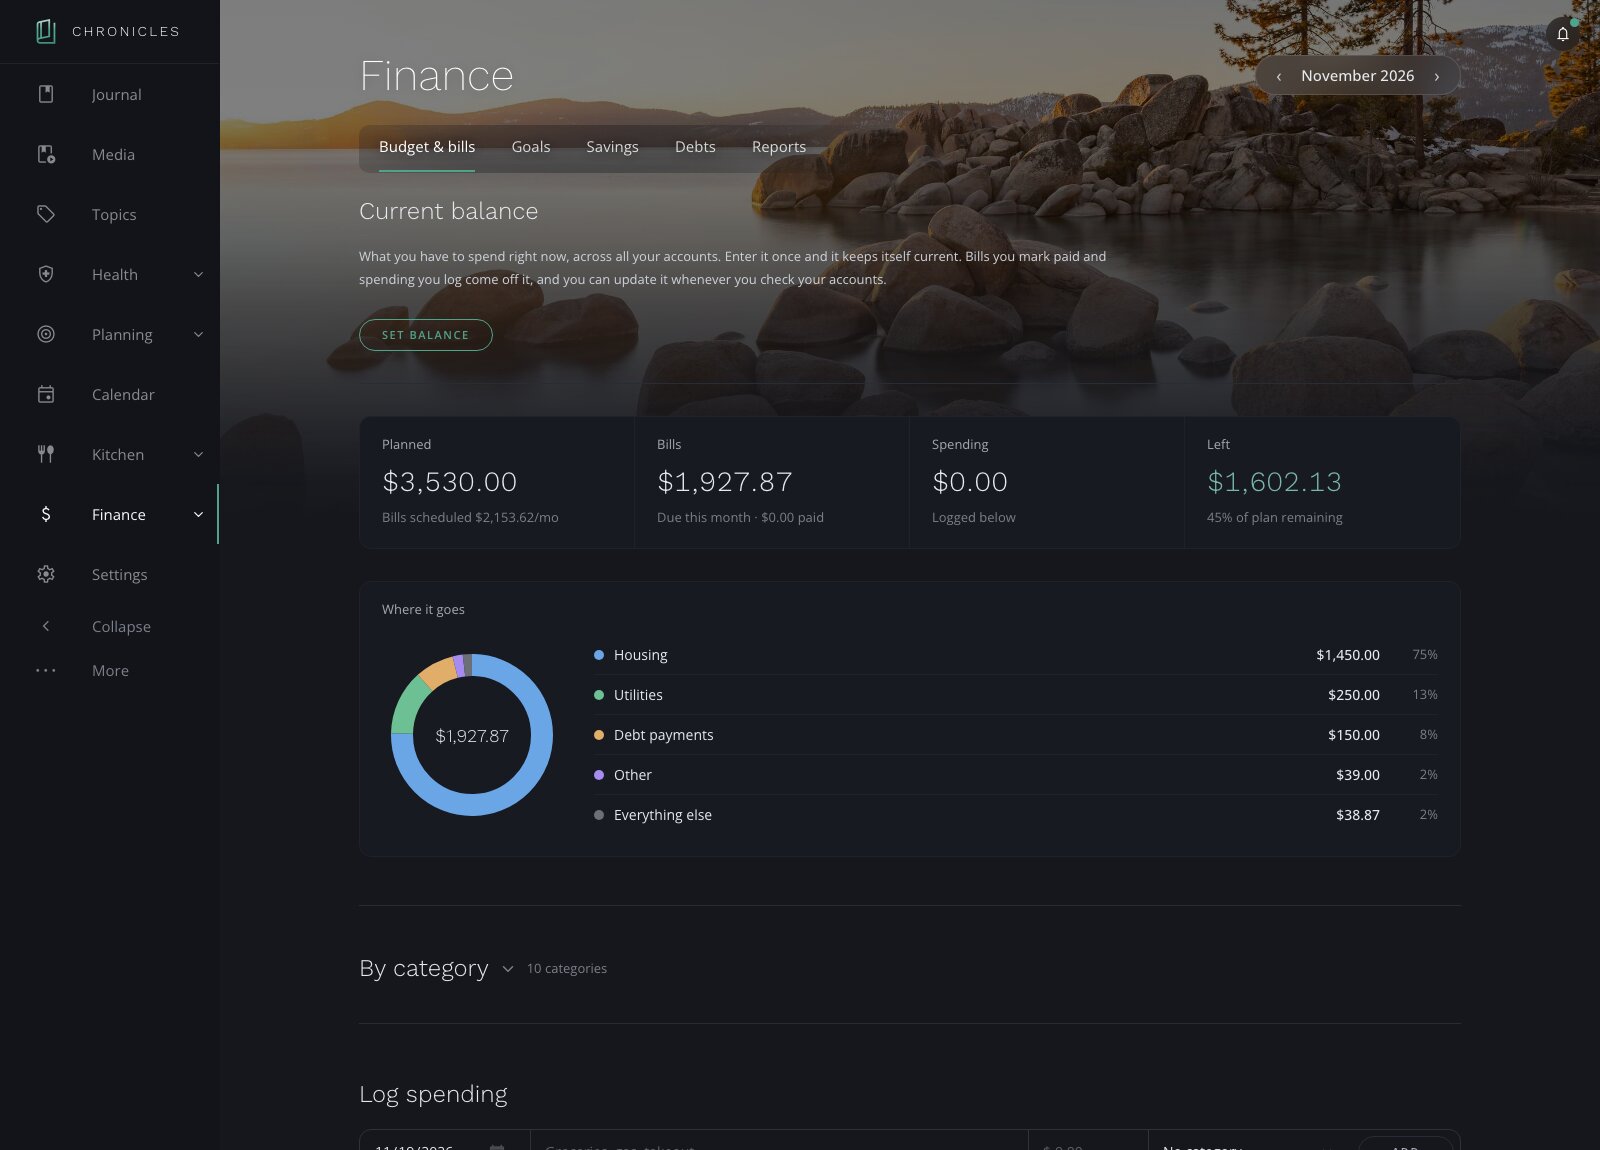 CHRONICLES
Journal
Media
Topics
Health
Planning
Calendar
Kitchen
$ Finance
Settings
Collapse
More
Finance
‹ November 2026 ›
Budget & bills Goals Savings Debts Reports
Current balance
What you have to spend right now, across all your accounts. Enter it once and it keeps itself current. Bills you mark paid and
spending you log come off it, and you can update it whenever you check your accounts.
SET BALANCE
Planned
$3,530.00
Bills scheduled $2,153.62/mo
Bills
$1,927.87
Due this month · $0.00 paid
Spending
$0.00
Logged below
Left
$1,602.13
45% of plan remaining
Where it goes
$1,927.87
Housing $1,450.00 75%
Utilities $250.00 13%
Debt payments $150.00 8%
Other $39.00 2%
Everything else $38.87 2%
By category 10 categories
Log spending
No category